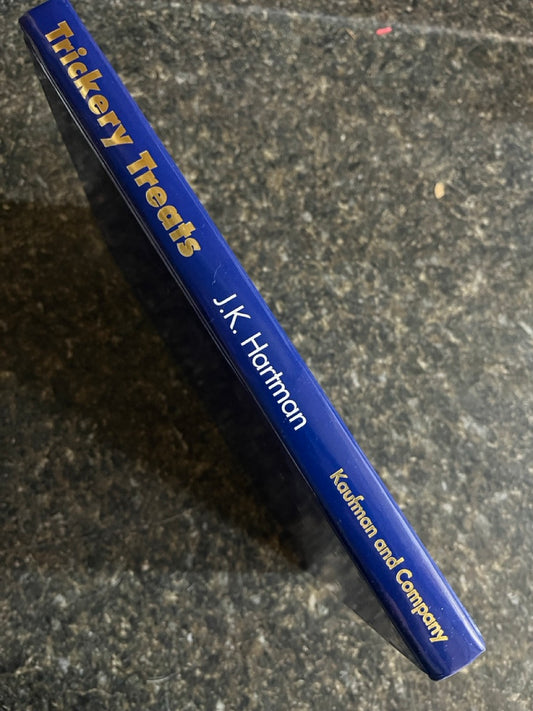 Trickery Treats
J.K. Hartman
Kaufman and Company